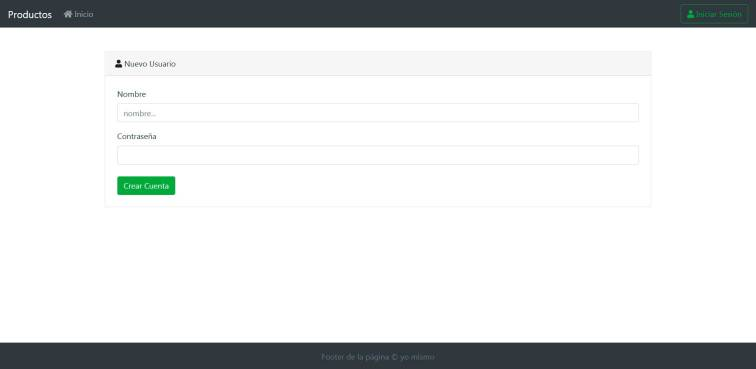 Productos Inicio Iniciar Sesión
Nuevo Usuario
Nombre
nombre...
Contraseña
Crear Cuenta
Footer de la página © yo mismo